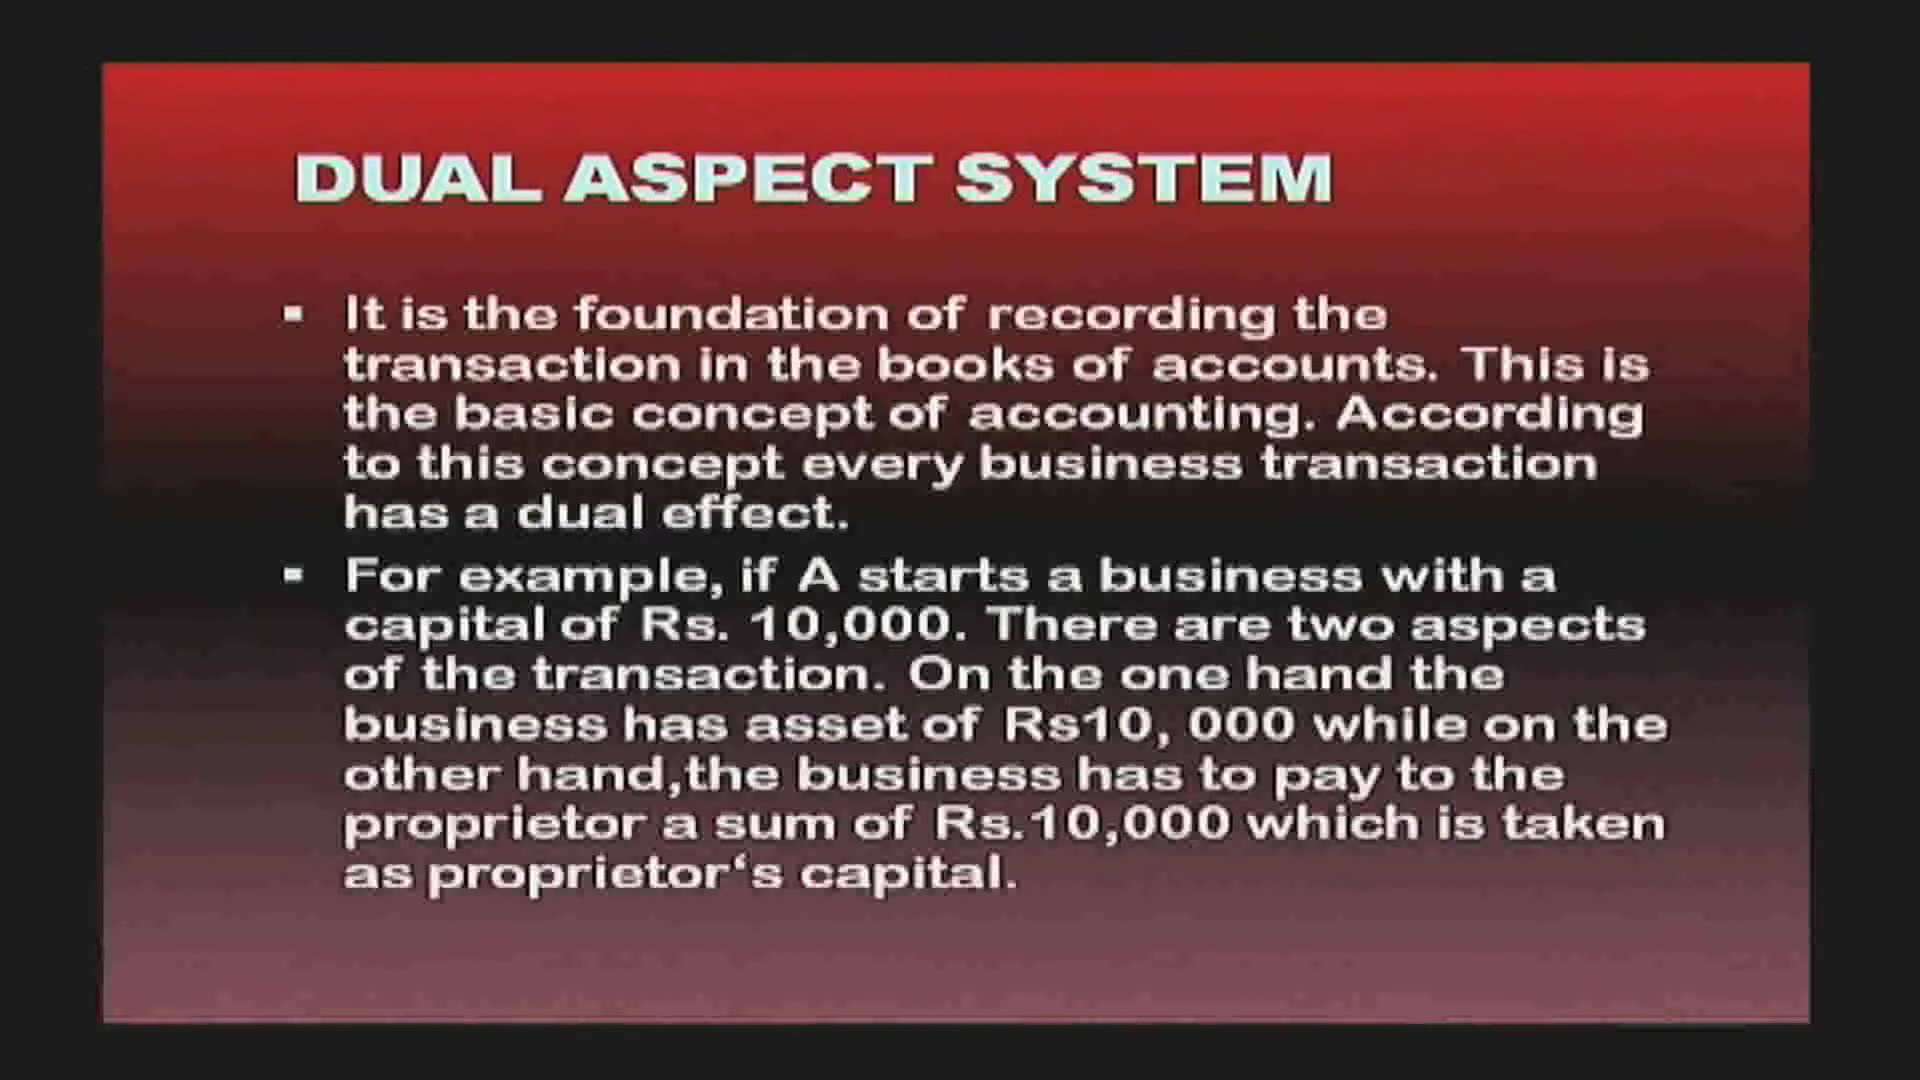 DUAL ASPECT SYSTEM
▪ It is the foundation of recording the
transaction in the books of accounts. This is
the basic concept of accounting. According
to this concept every business transaction
has a dual effect.
▪ For example, if A starts a business with a
capital of Rs. 10,000. There are two aspects
of the transaction. On the one hand the
business has asset of Rs10, 000 while on the
other hand,the business has to pay to the
proprietor a sum of Rs.10,000 which is taken
as proprietor‘s capital.